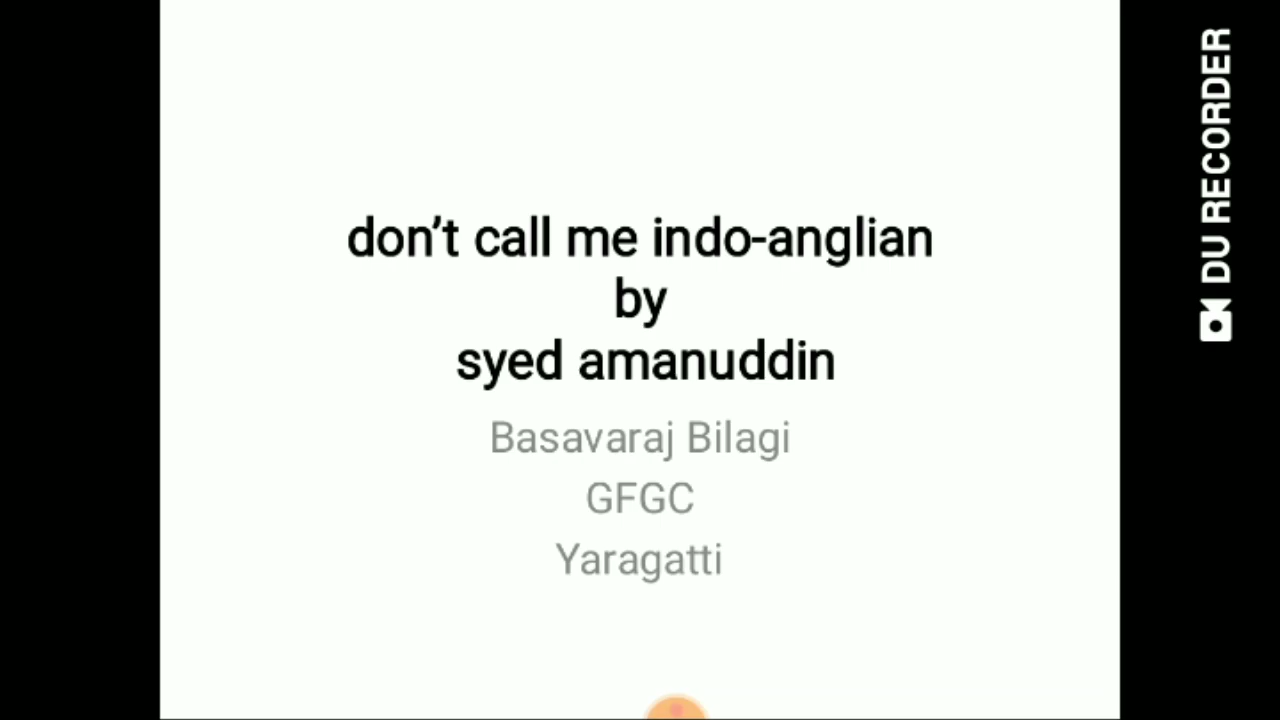 don’t call me indo-anglian
by
syed amanuddin
Basavaraj Bilagi
GFGC
Yaragatti
DU RECORDER